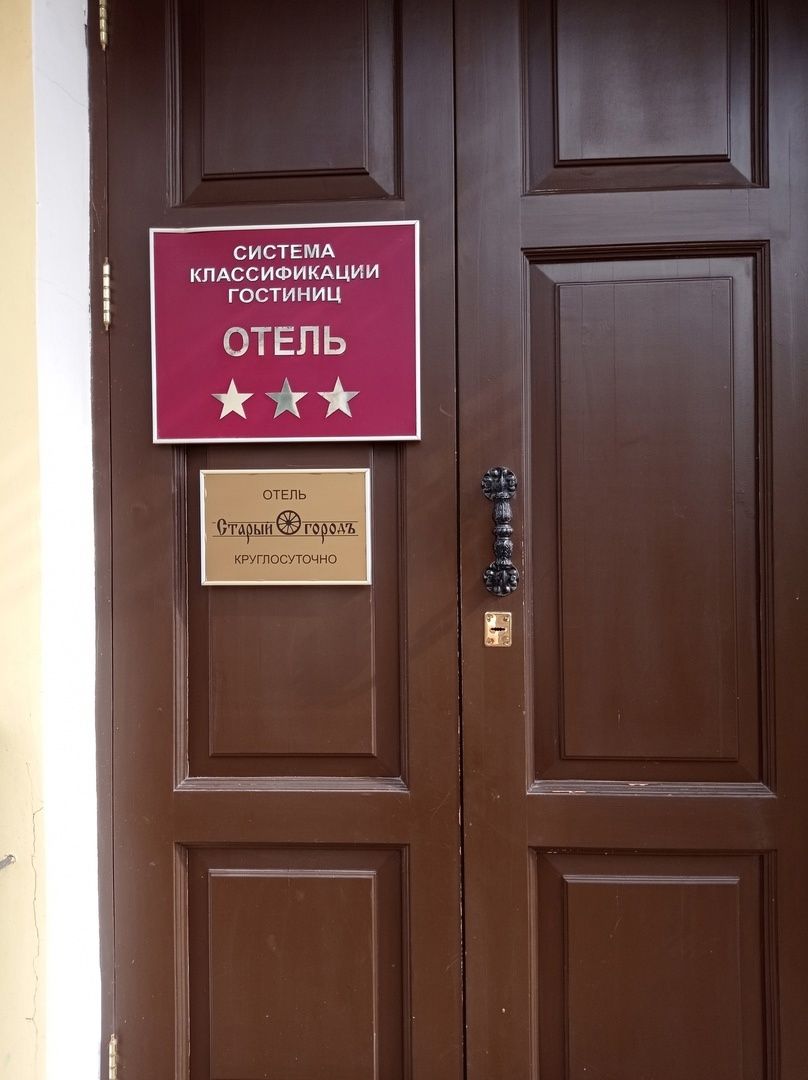 СИСТЕМА
КЛАССИФИКАЦИИ
ГОСТИНИЦ
ОТЕЛЬ
ОТЕЛЬ
Старый городъ
КРУГЛОСУТОЧНО